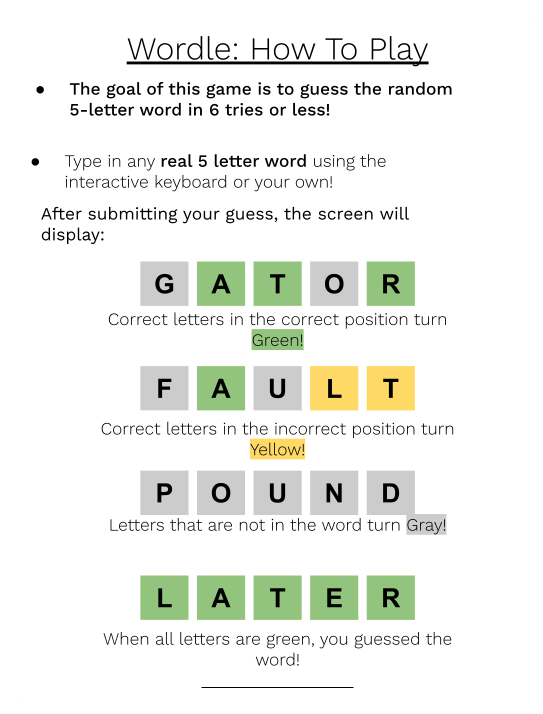 Wordle: How To Play
● The goal of this game is to guess the random
5-letter word in 6 tries or less!
● Type in any real 5 letter word using the
interactive keyboard or your own!
After submitting your guess, the screen will
display:
G A T O R
Correct letters in the correct position turn
Green!
F A U L T
Correct letters in the incorrect position turn
Yellow!
P O U N D
Letters that are not in the word turn Gray!
L A T E R
When all letters are green, you guessed the
word!